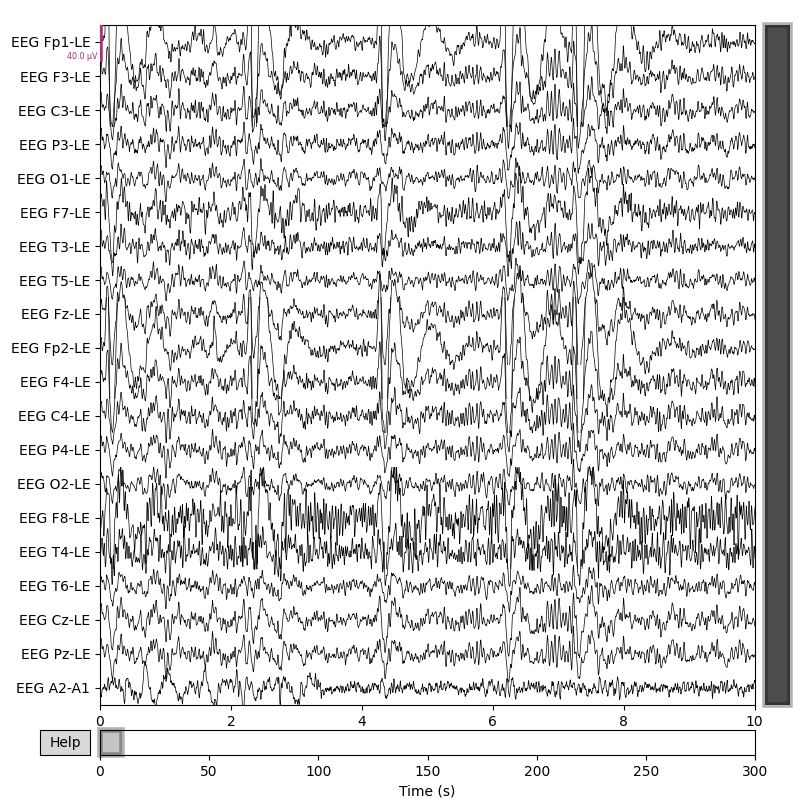 EEG Fp1-LE
40.0 µV
EEG F3-LE
EEG C3-LE
EEG P3-LE
EEG O1-LE
EEG F7-LE
EEG T3-LE
EEG T5-LE
EEG Fz-LE
EEG Fp2-LE
EEG F4-LE
EEG C4-LE
EEG P4-LE
EEG O2-LE
EEG F8-LE
EEG T4-LE
EEG T6-LE
EEG Cz-LE
EEG Pz-LE
EEG A2-A1
0 2 4 6 8 10
Help
0 50 100 150 200 250 300
Time (s)